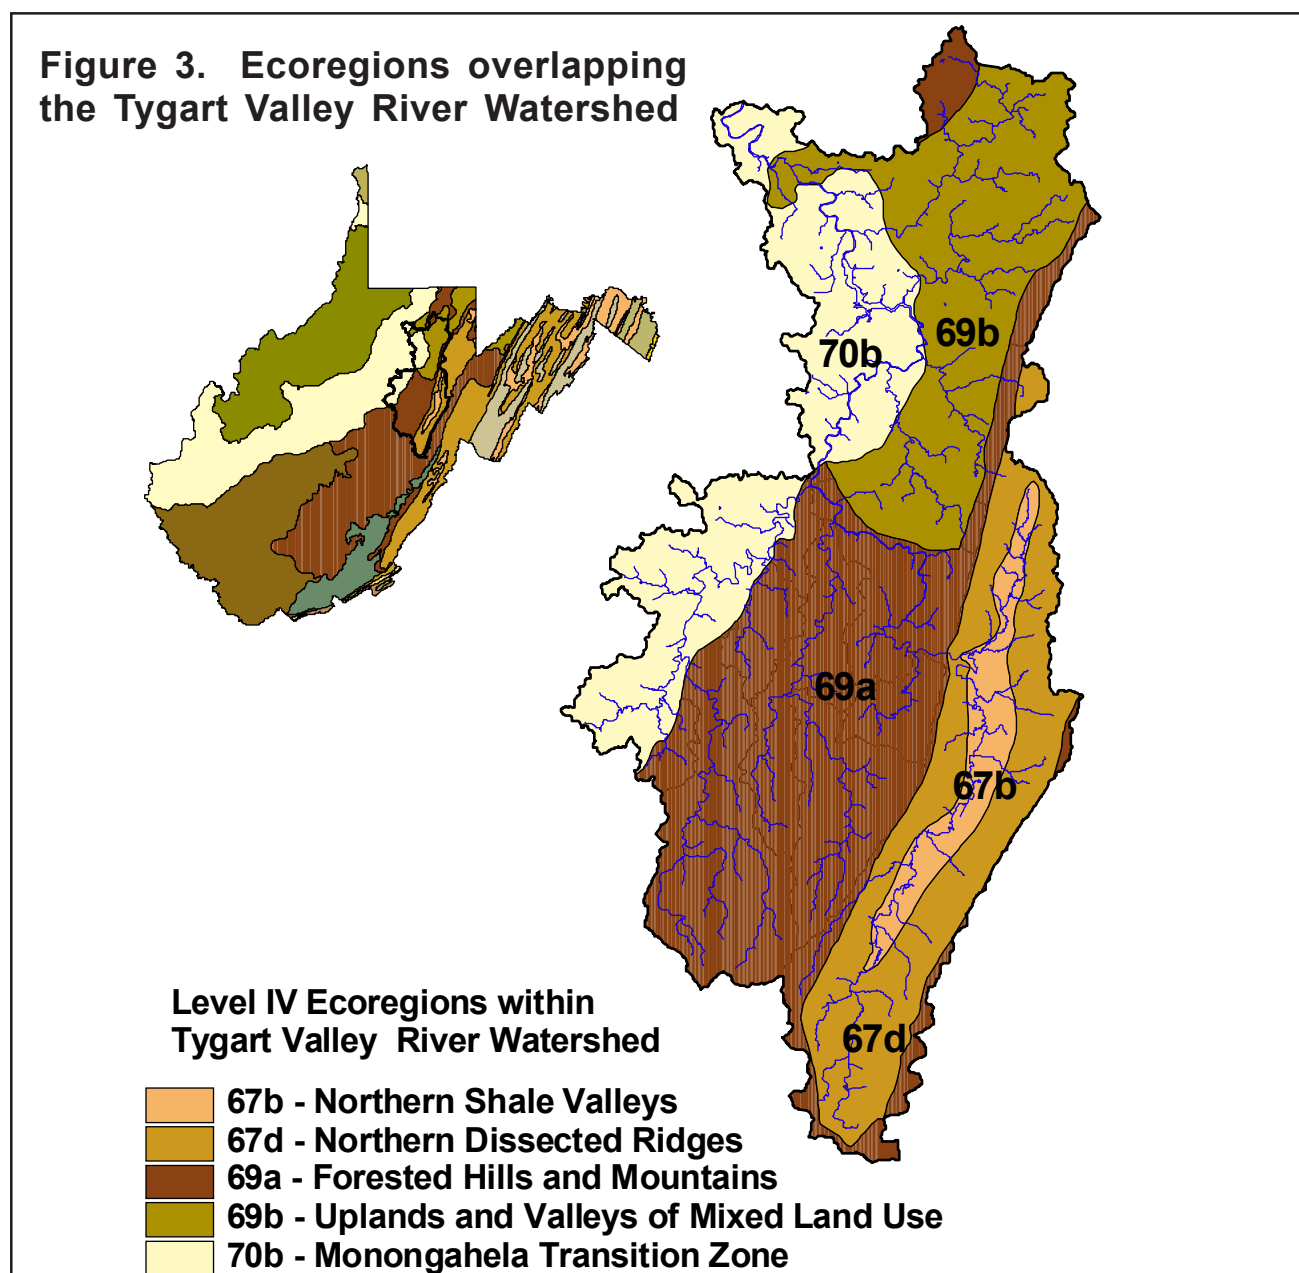 Figure 3. Ecoregions overlapping
the Tygart Valley River Watershed
69b
70b
69a
67b
67d
Level IV Ecoregions within
Tygart Valley River Watershed
67b - Northern Shale Valleys
67d - Northern Dissected Ridges
69a - Forested Hills and Mountains
69b - Uplands and Valleys of Mixed Land Use
70b - Monongahela Transition Zone